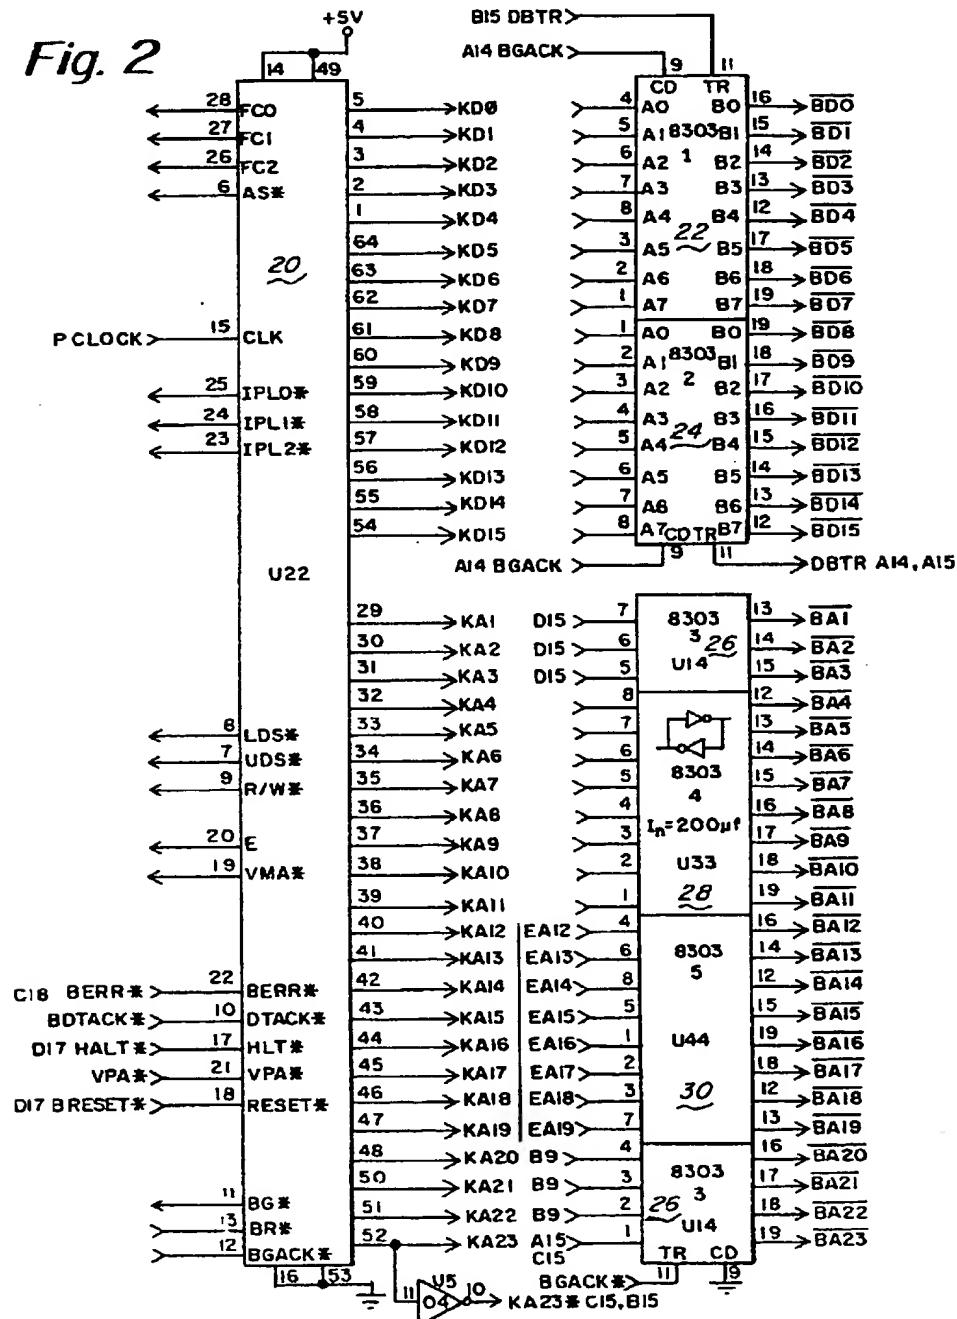 Fig. 2
+5V
B15 DBTR
A14 BGACK
14 49
9 11
CD TR
28 FC0 5 KD0 4 A0 B0 16 BD0
27 FC1 4 KD1 5 A1 8303 B1 15 BD1
26 FC2 3 KD2 6 A2 1 B2 14 BD2
6 AS* 2 KD3 7 A3 B3 13 BD3
1 KD4 8 A4 B4 12 BD4
20 64 KD5 3 A5 22 B5 17 BD5
63 KD6 2 A6 B6 18 BD6
62 KD7 1 A7 B7 19 BD7
P CLOCK 15 CLK 61 KD8 1 A0 B0 19 BD8
60 KD9 2 A1 8303 B1 18 BD9
25 IPL0* 59 KD10 3 A2 2 B2 17 BD10
24 IPL1* 58 KD11 4 A3 B3 16 BD11
23 IPL2* 57 KD12 5 A4 24 B4 15 BD12
56 KD13 6 A5 B5 14 BD13
55 KD14 7 A6 B6 13 BD14
54 KD15 8 A7 CD TR B7 12 BD15
9 11
U22
A14 BGACK DBTR A14, A15
29 KA1 D15 7 8303 13 BA1
30 KA2 D15 6 3 26 14 BA2
31 KA3 D15 5 U14 15 BA3
32 KA4 8 12 BA4
8 LDS* 33 KA5 7 13 BA5
7 UDS* 34 KA6 6 14 BA6
9 R/W* 35 KA7 5 8303 15 BA7
36 KA8 4 4 16 BA8
20 E 37 KA9 3 In=200µf 17 BA9
19 VMA* 38 KA10 2 U33 18 BA10
39 KA11 1 28 19 BA11
40 KA12 EA12 4 16 BA12
41 KA13 EA13 6 8303 14 BA13
C18 BERR* 22 BERR* 42 KA14 EA14 8 5 12 BA14
BDTACK* 10 DTACK* 43 KA15 EA15 5 15 BA15
D17 HALT* 17 HLT* 44 KA16 EA16 1 U44 19 BA16
VPA* 21 VPA* 45 KA17 EA17 2 18 BA17
D17 BRESET* 18 RESET* 46 KA18 EA18 3 30 12 BA18
47 KA19 EA19 7 13 BA19
48 KA20 B9 4 8303 16 BA20
11 BG* 50 KA21 B9 3 3 17 BA21
13 BR* 51 KA22 B9 2 26 U14 18 BA22
12 BGACK* 52 KA23 A15 1 19 BA23
C15
TR CD
16 53
BGACK* 11 9
11 U5 04 10 KA23* C15, B15